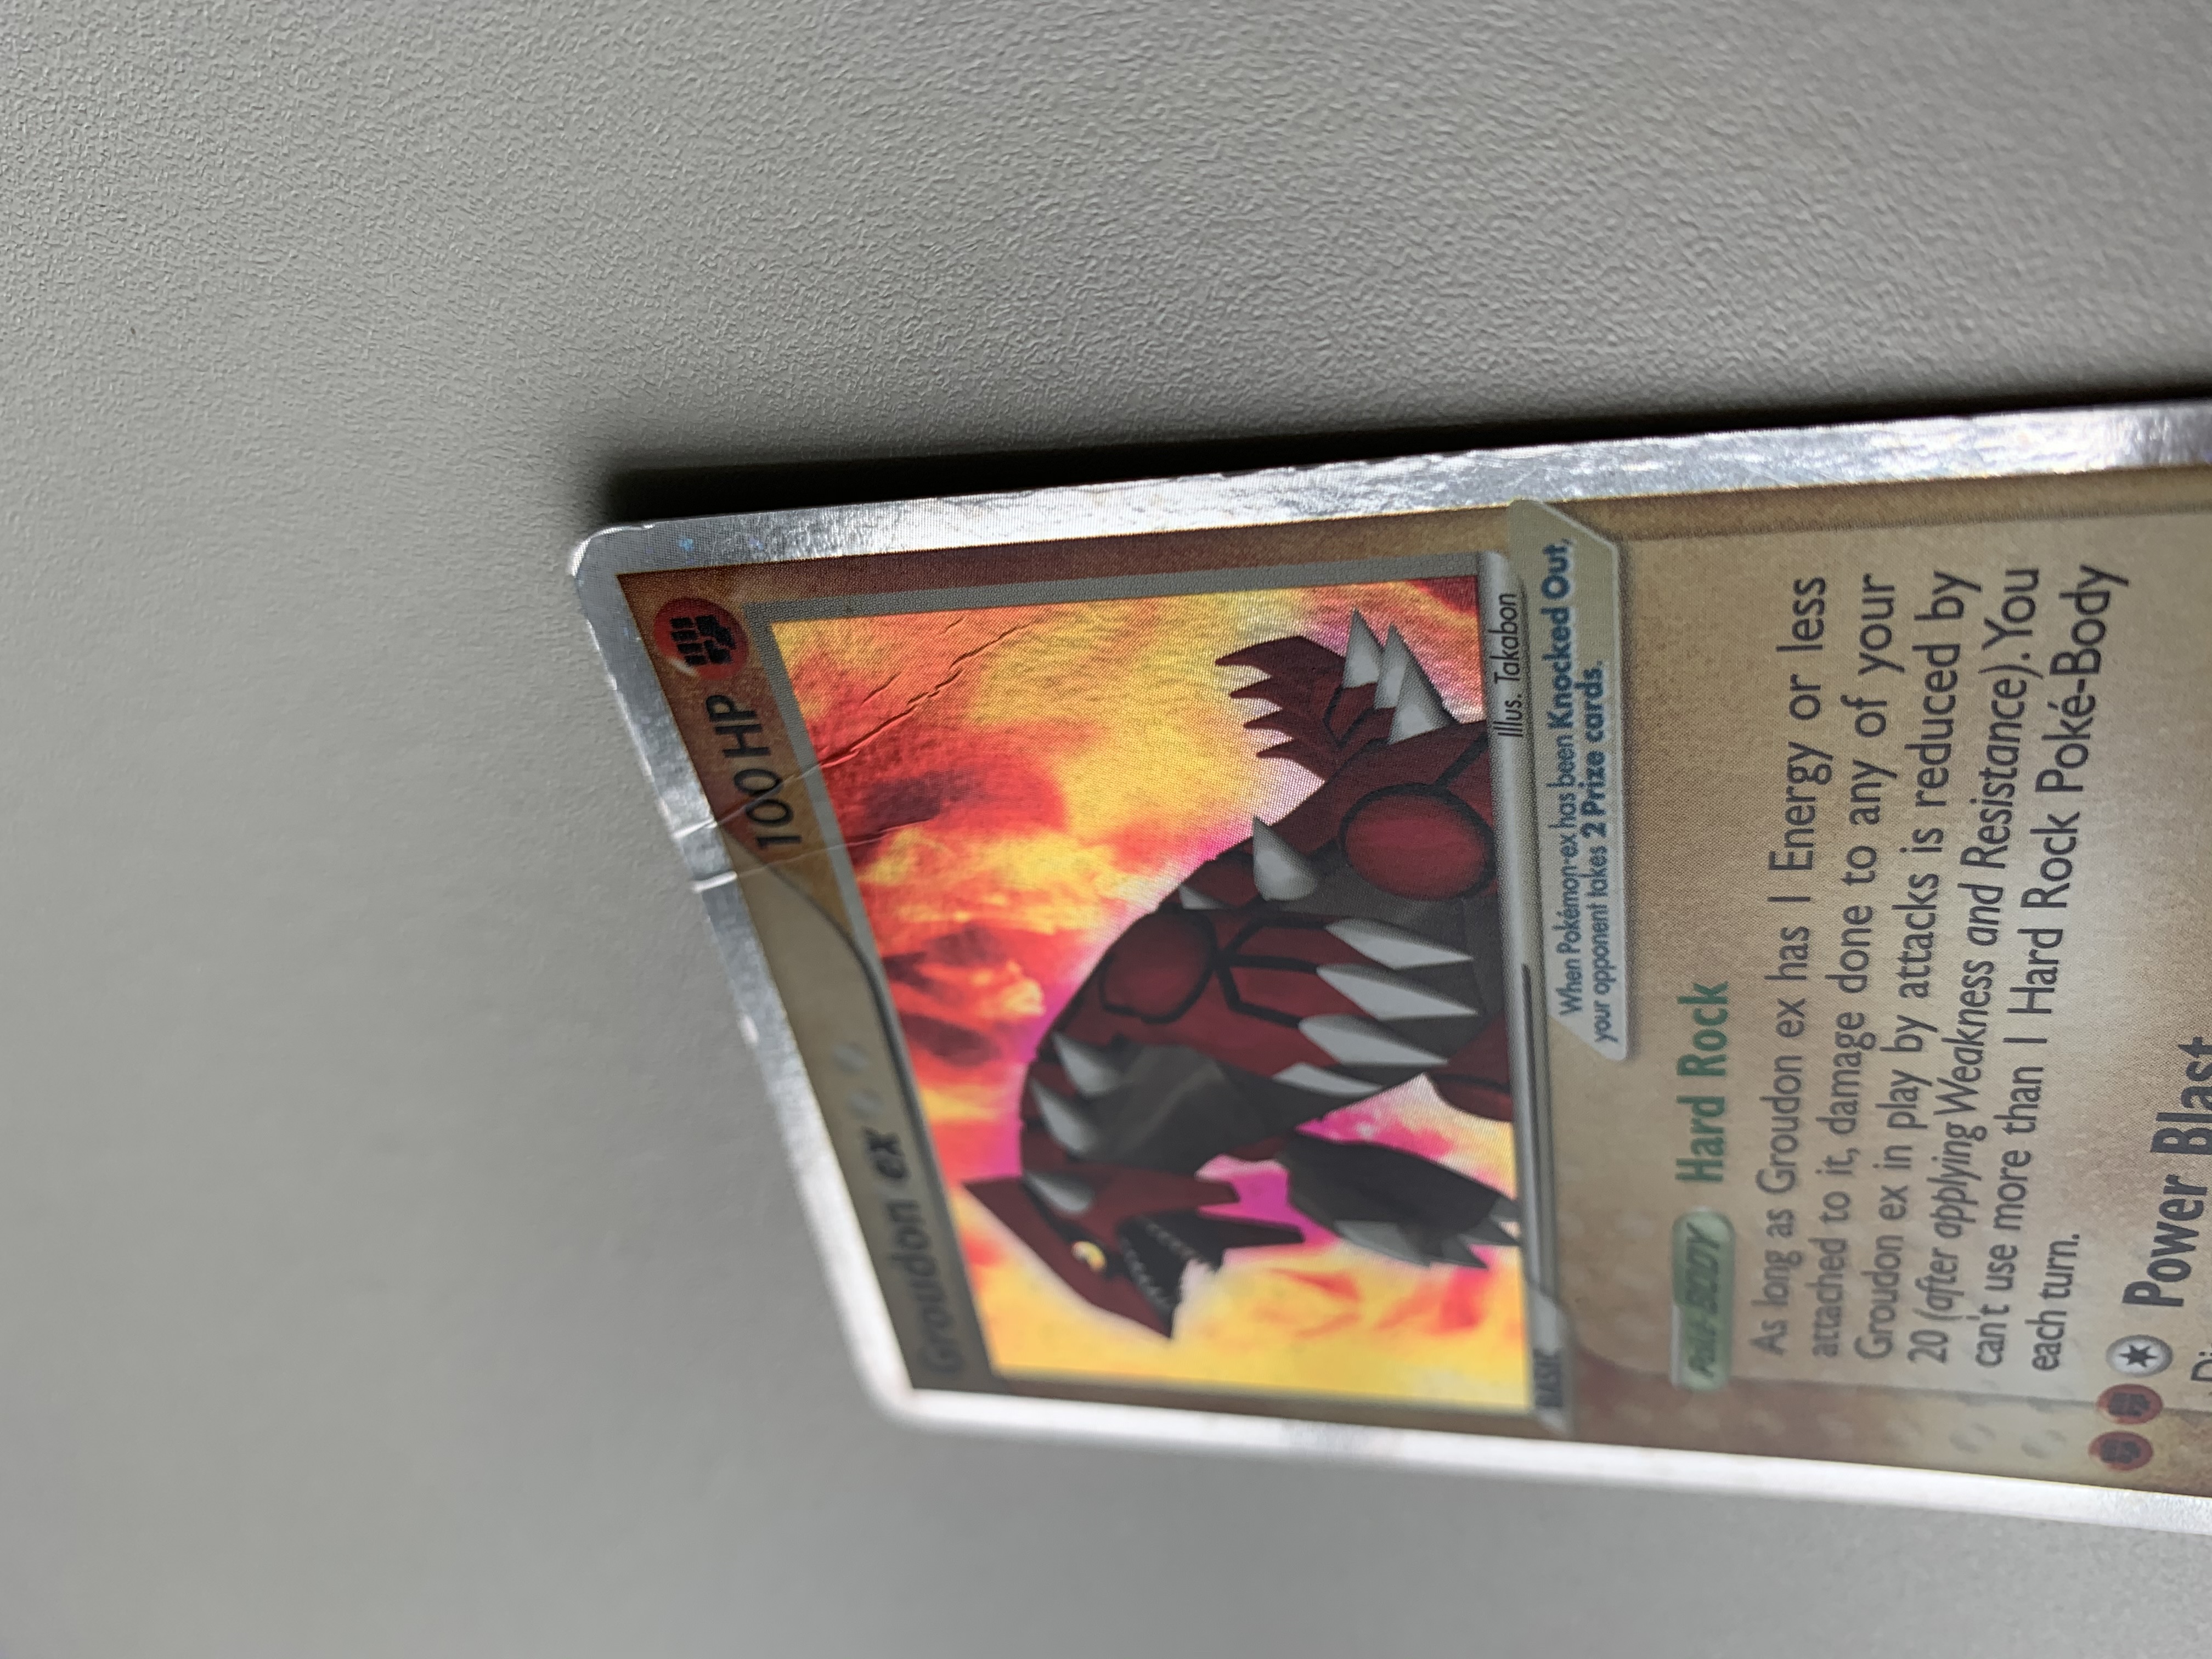 Groudon ex
100 HP
Illus. Takabon
BASIC
When Pokémon-ex has been Knocked Out,
your opponent takes 2 Prize cards.
Poké-BODY Hard Rock
As long as Groudon ex has 1 Energy or less
attached to it, damage done to any of your
Groudon ex in play by attacks is reduced by
20 (after applying Weakness and Resistance). You
can't use more than 1 Hard Rock Poké-Body
each turn.
Power Blast